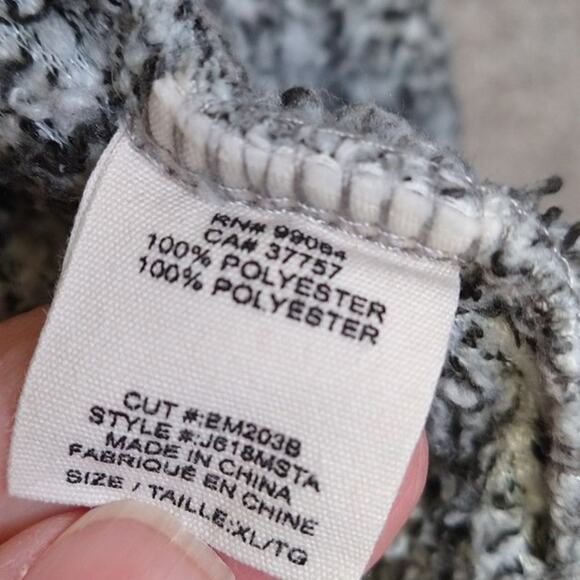 RN# 99084
CA# 37757
100% POLYESTER
100% POLYESTER
CUT #:BM203B
STYLE #:J618MSTA
MADE IN CHINA
FABRIQUÉ EN CHINE
SIZE / TAILLE:XL/TG